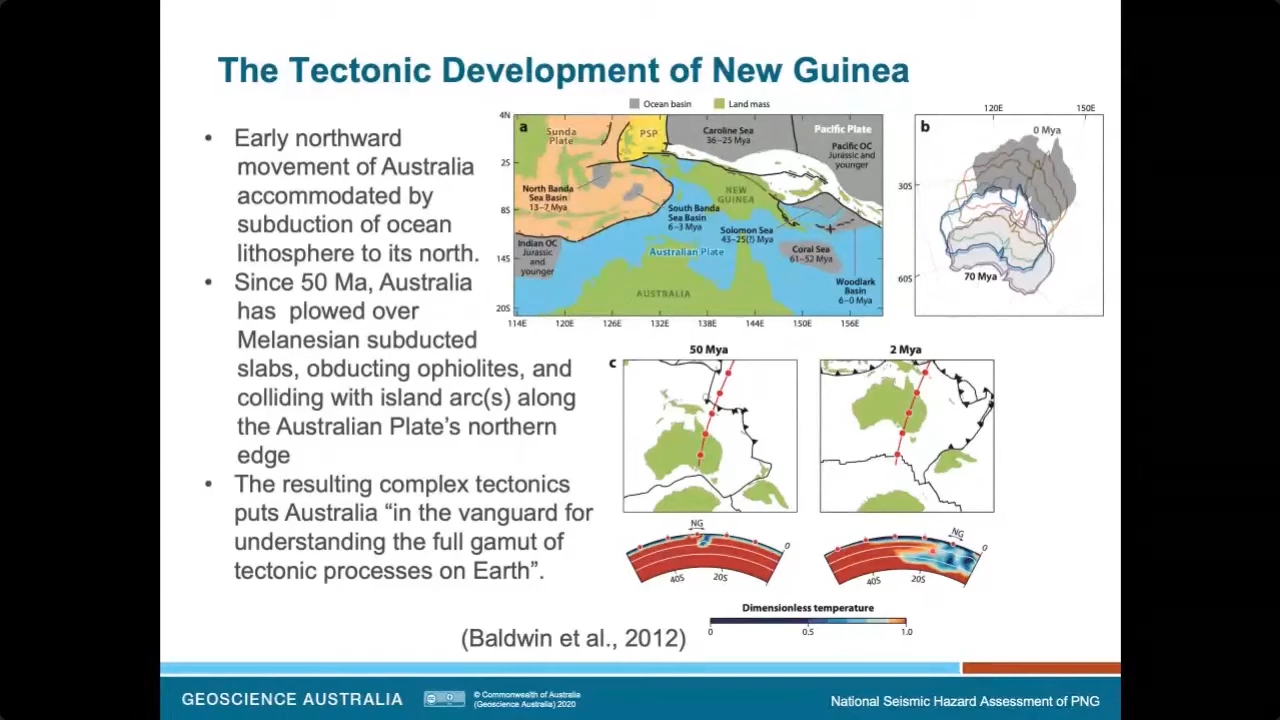 The Tectonic Development of New Guinea
• Early northward
movement of Australia
accommodated by
subduction of ocean
lithosphere to its north.
• Since 50 Ma, Australia
has plowed over
Melanesian subducted
slabs, obducting ophiolites, and
colliding with island arc(s) along
the Australian Plate's northern
edge
• The resulting complex tectonics
puts Australia “in the vanguard for
understanding the full gamut of
tectonic processes on Earth”.
(Baldwin et al., 2012)
Ocean basin
Land mass
a
4N
2S
8S
14S
20S
114E
120E
126E
132E
138E
144E
150E
156E
Sunda
Plate
PSP
Caroline Sea
36–25 Mya
Pacific Plate
Pacific OC
Jurassic and
younger
North Banda
Sea Basin
13–7 Mya
NEW
GUINEA
South Banda
Sea Basin
6–3 Mya
Solomon Sea
43–25(?) Mya
Indian OC
Jurassic
and
younger
Australian Plate
Coral Sea
61–52 Mya
Woodlark
Basin
6–0 Mya
AUSTRALIA
120E
150E
b
0 Mya
30S
60S
70 Mya
c
50 Mya
2 Mya
NG
0
40S
20S
NG
0
40S
20S
Dimensionless temperature
0
0.5
1.0
GEOSCIENCE AUSTRALIA
© Commonwealth of Australia
(Geoscience Australia) 2020
National Seismic Hazard Assessment of PNG